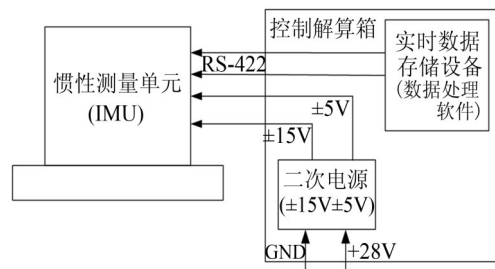 控制解算箱
实时数据
存储设备
(数据处理
软件)
惯性测量单元
(IMU)
RS-422
±5V
±15V
二次电源
(±15V±5V)
GND
+28V